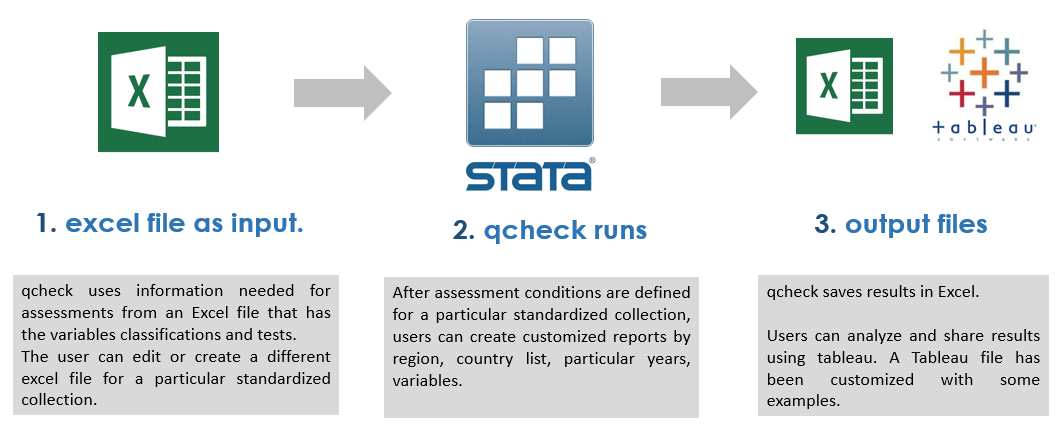 X
STATA®
X
+ableau®
SOFTWARE
1. excel file as input.
2. qcheck runs
3. output files
qcheck uses information needed for
assessments from an Excel file that has
the variables classifications and tests.
The user can edit or create a different
excel file for a particular standardized
collection.
After assessment conditions are defined
for a particular standardized collection,
users can create customized reports by
region, country list, particular years,
variables.
qcheck saves results in Excel.
Users can analyze and share results
using tableau. A Tableau file has
been customized with some
examples.